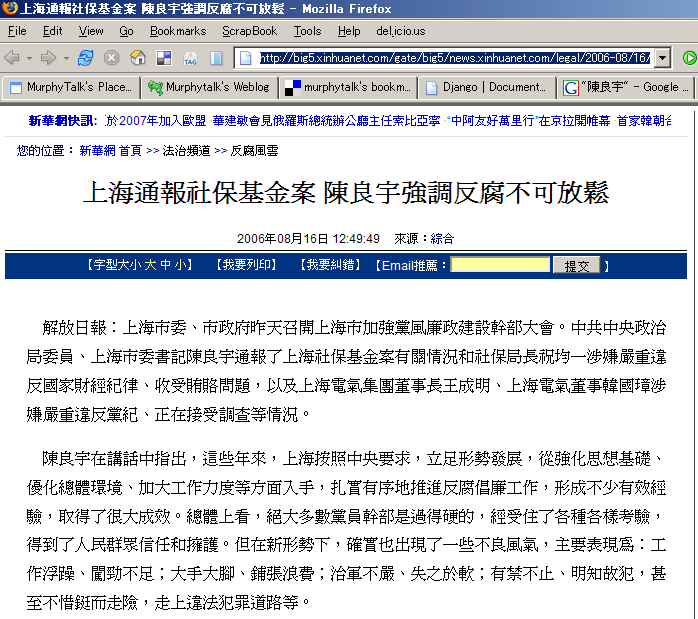 上海通報社保基金案 陳良宇強調反腐不可放鬆 - Mozilla Firefox
File Edit View Go Bookmarks ScrapBook Tools Help del.icio.us
http://big5.xinhuanet.com/gate/big5/news.xinhuanet.com/legal/2006-08/16/
MurphyTalk's Place... Murphytalk's Weblog murphytalk's bookm... Django | Document... "陳良宇" - Google ...
新華網快訊: 於2007年加入歐盟 華建敏會見俄羅斯總統辦公廳主任索比亞寧 "中阿友好萬里行"在京拉開帷幕 首家韓朝合
您的位置： 新華網 首頁 >> 法治頻道 >> 反腐風雲
上海通報社保基金案 陳良宇強調反腐不可放鬆
2006年08月16日 12:49:49 來源：綜合
【字型大小 大 中 小】 【我要列印】 【我要糾錯】 【Email推薦： 提交 】
解放日報：上海市委、市政府昨天召開上海市加強黨風廉政建設幹部大會。中共中央政治
局委員、上海市委書記陳良宇通報了上海社保基金案有關情況和社保局長祝均一涉嫌嚴重違
反國家財經紀律、收受賄賂問題，以及上海電氣集團董事長王成明、上海電氣董事韓國璋涉
嫌嚴重違反黨紀、正在接受調查等情況。
陳良宇在講話中指出，這些年來，上海按照中央要求，立足形勢發展，從強化思想基礎、
優化總體環境、加大工作力度等方面入手，扎實有序地推進反腐倡廉工作，形成不少有效經
驗，取得了很大成效。總體上看，絕大多數黨員幹部是過得硬的，經受住了各種各樣考驗，
得到了人民群眾信任和擁護。但在新形勢下，確實也出現了一些不良風氣，主要表現爲：工
作浮躁、闖勁不足；大手大腳、鋪張浪費；治軍不嚴、失之於軟；有禁不止、明知故犯，甚
至不惜鋌而走險，走上違法犯罪道路等。